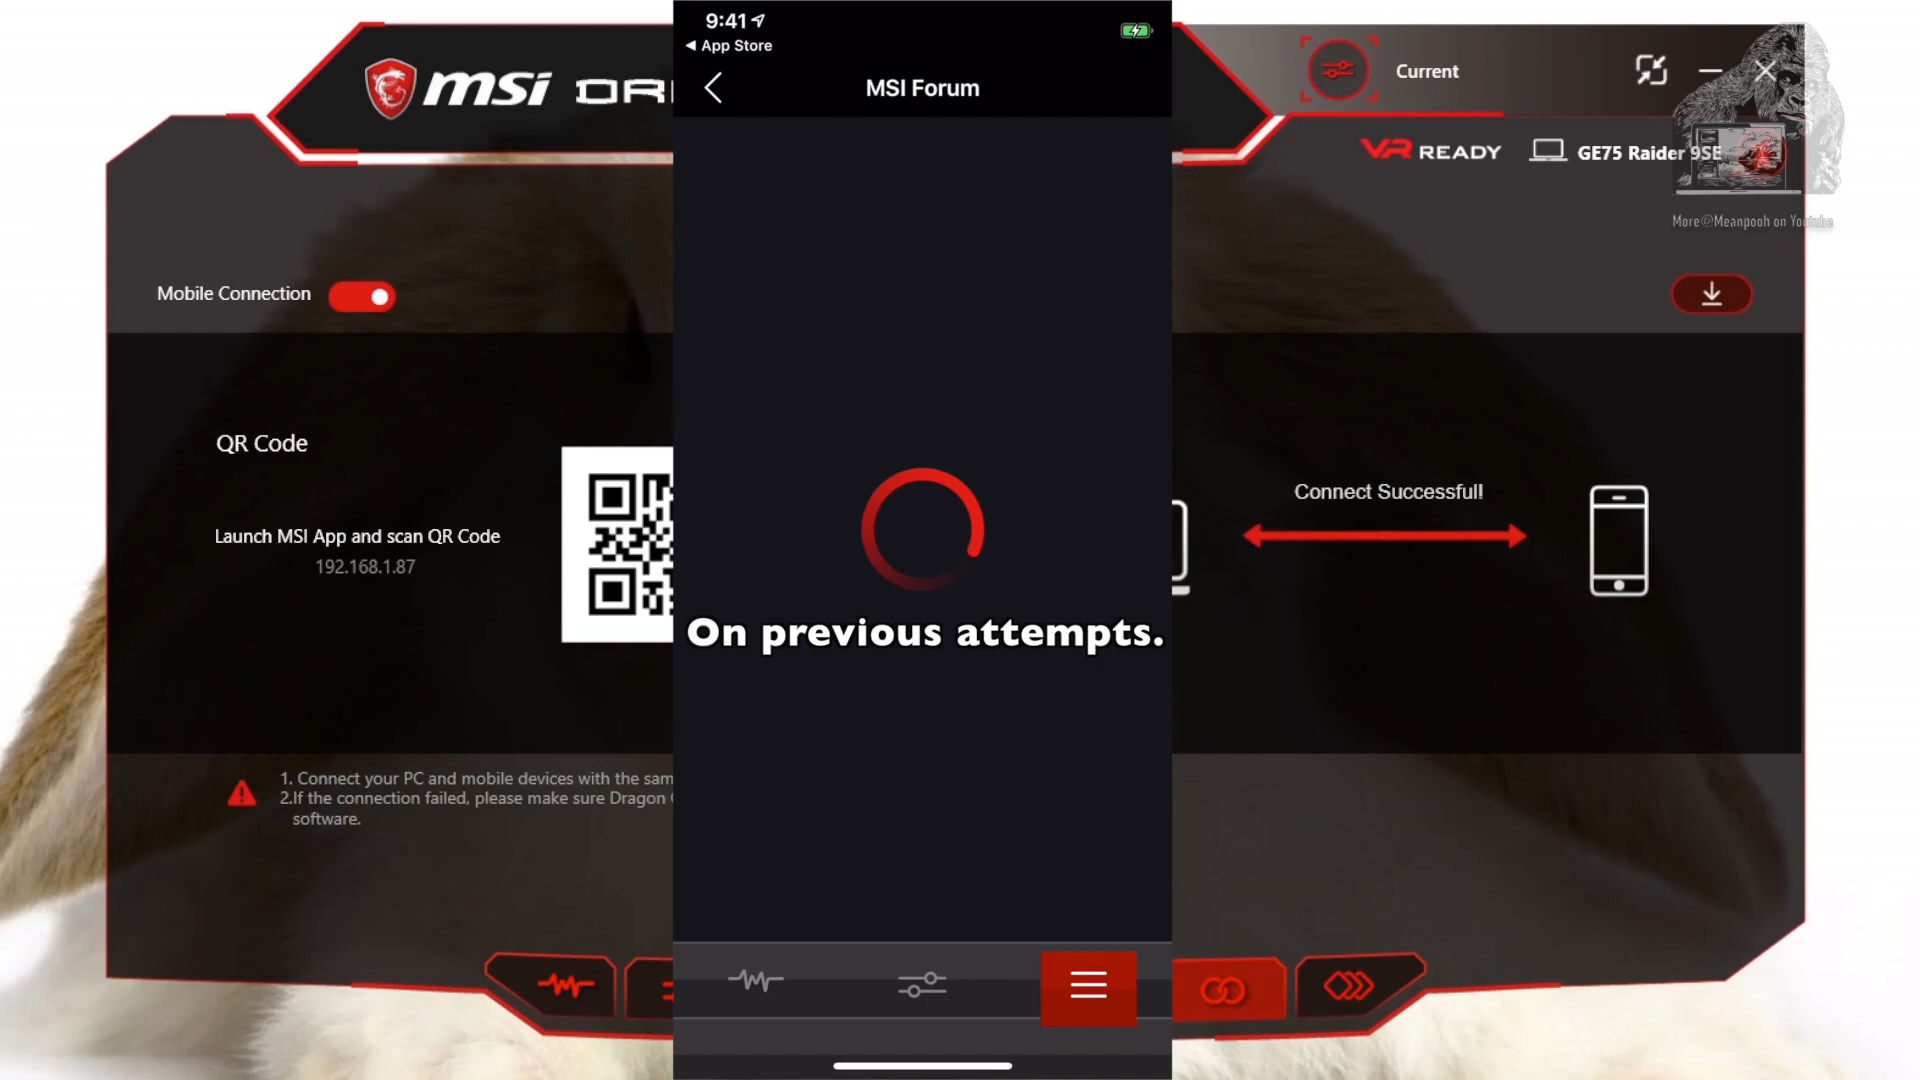 9:41
App Store
MSI Forum
msi
Current
VR READY
GE75 Raider 9SE
More@Meanpooh on Youtube
Mobile Connection
QR Code
Launch MSI App and scan QR Code
192.168.1.87
Connect Successful!
On previous attempts.
1. Connect your PC and mobile devices with the sam
2.If the connection failed, please make sure Dragon
software.